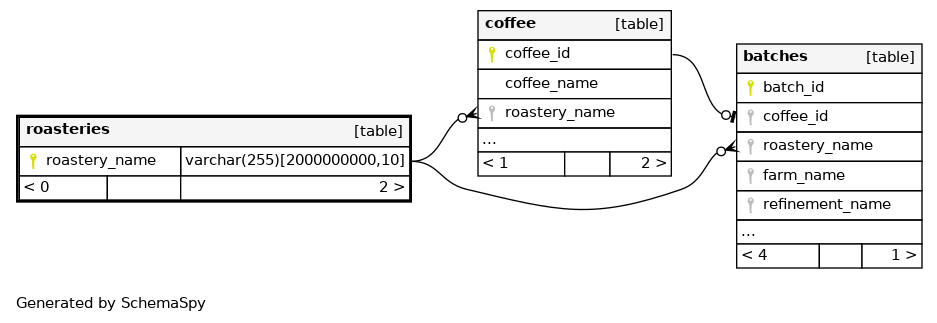 roasteries [table]
roastery_name varchar(255)[2000000000,10]
< 0 2 >
coffee [table]
coffee_id
coffee_name
roastery_name
...
< 1 2 >
batches [table]
batch_id
coffee_id
roastery_name
farm_name
refinement_name
...
< 4 1 >
Generated by SchemaSpy